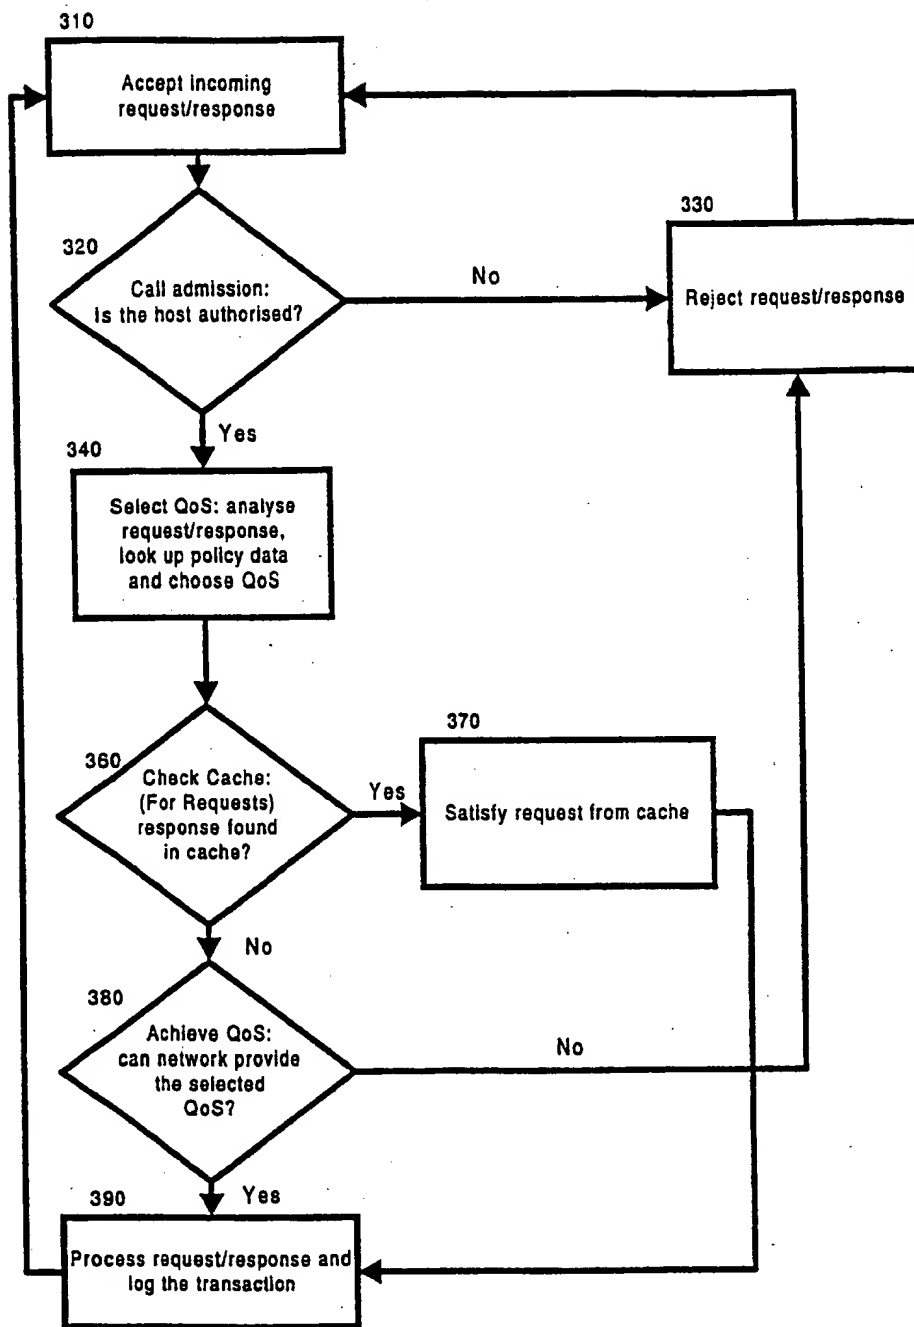 310
Accept incoming
request/response
320
Call admission:
Is the host authorised?
No
330
Reject request/response
Yes
340
Select QoS: analyse
request/response,
look up policy data
and choose QoS
360
Check Cache:
(For Requests)
response found
in cache?
Yes
370
Satisfy request from cache
No
380
Achieve QoS:
can network provide
the selected
QoS?
No
Yes
390
Process request/response and
log the transaction